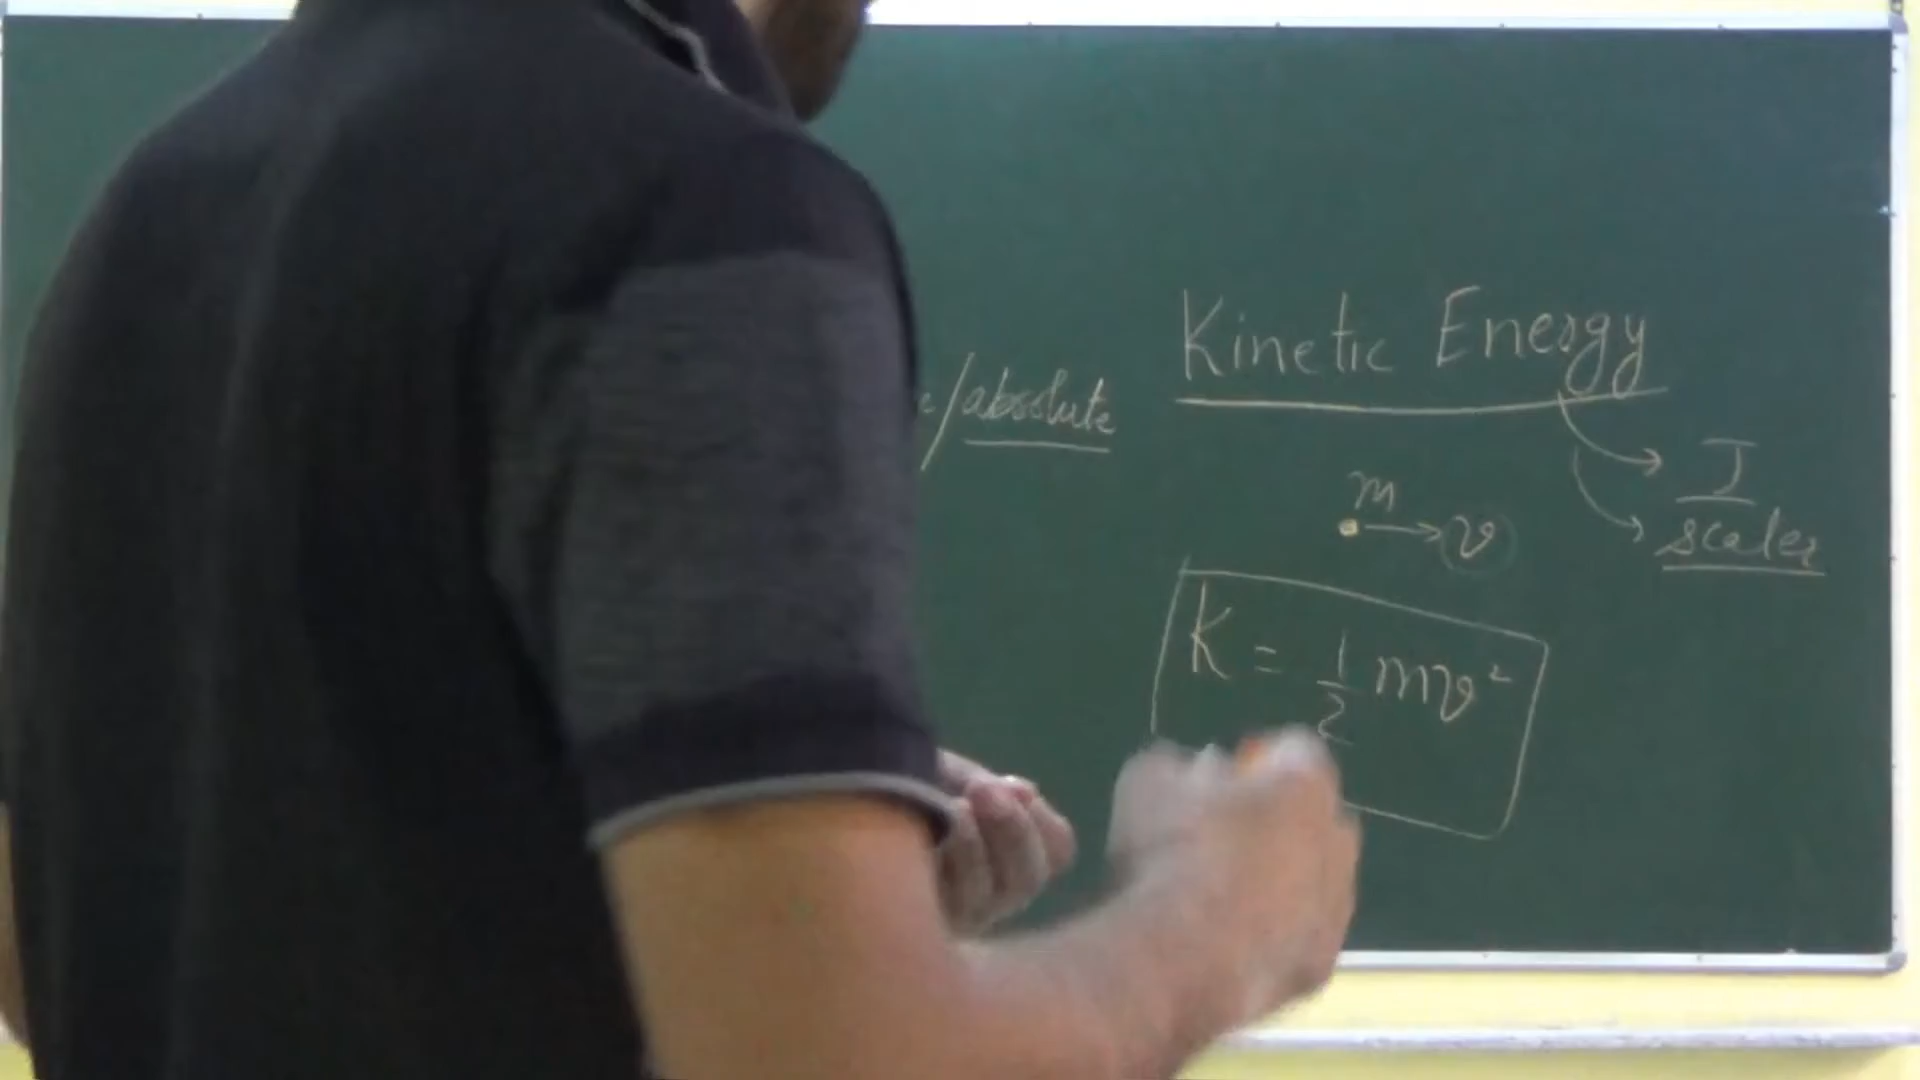 Kinetic Energy
/absolute
J
m
v
scaler
K = 1/2 mv²